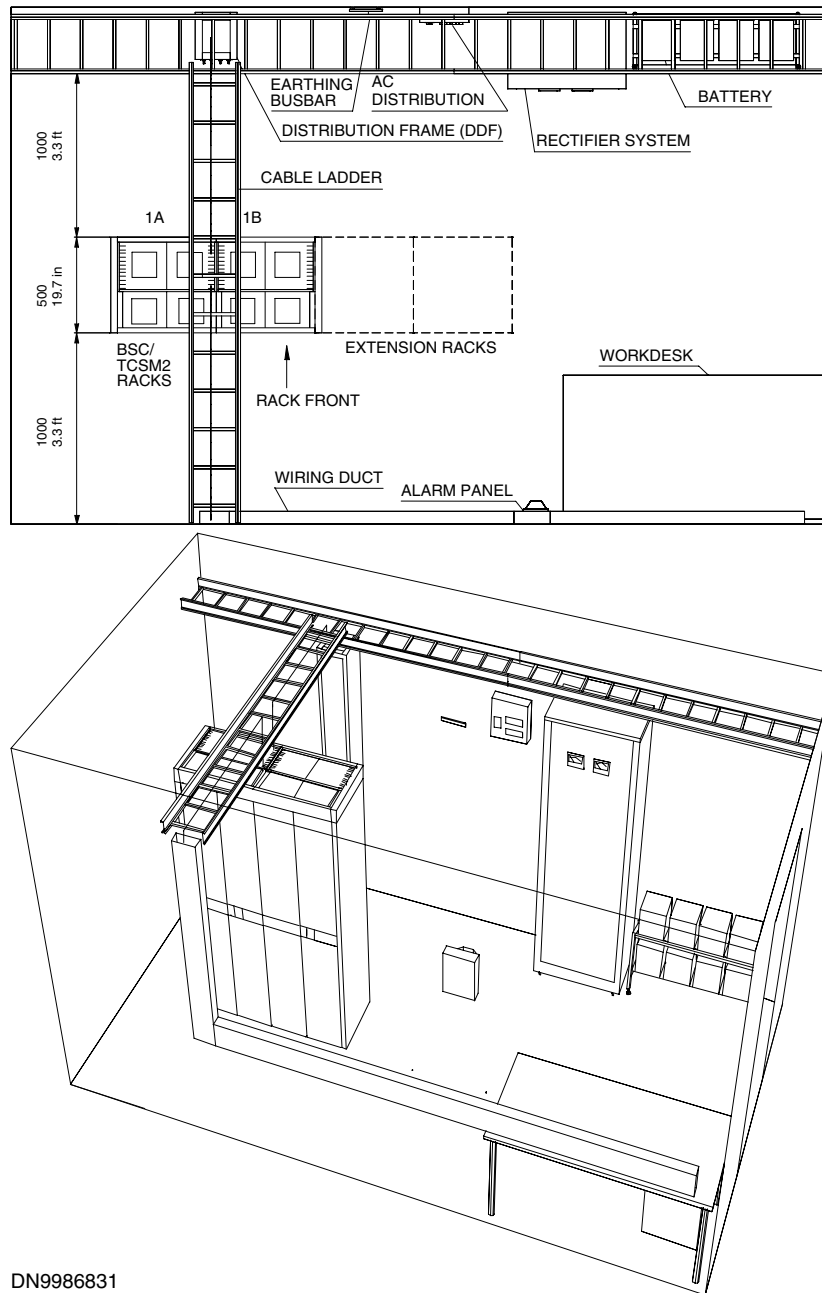 EARTHING
BUSBAR
AC
DISTRIBUTION
BATTERY
DISTRIBUTION FRAME (DDF)
RECTIFIER SYSTEM
1000
3.3 ft
CABLE LADDER
1A
1B
500
19.7 in
BSC/
TCSM2
RACKS
EXTENSION RACKS
WORKDESK
RACK FRONT
1000
3.3 ft
WIRING DUCT
ALARM PANEL
DN9986831